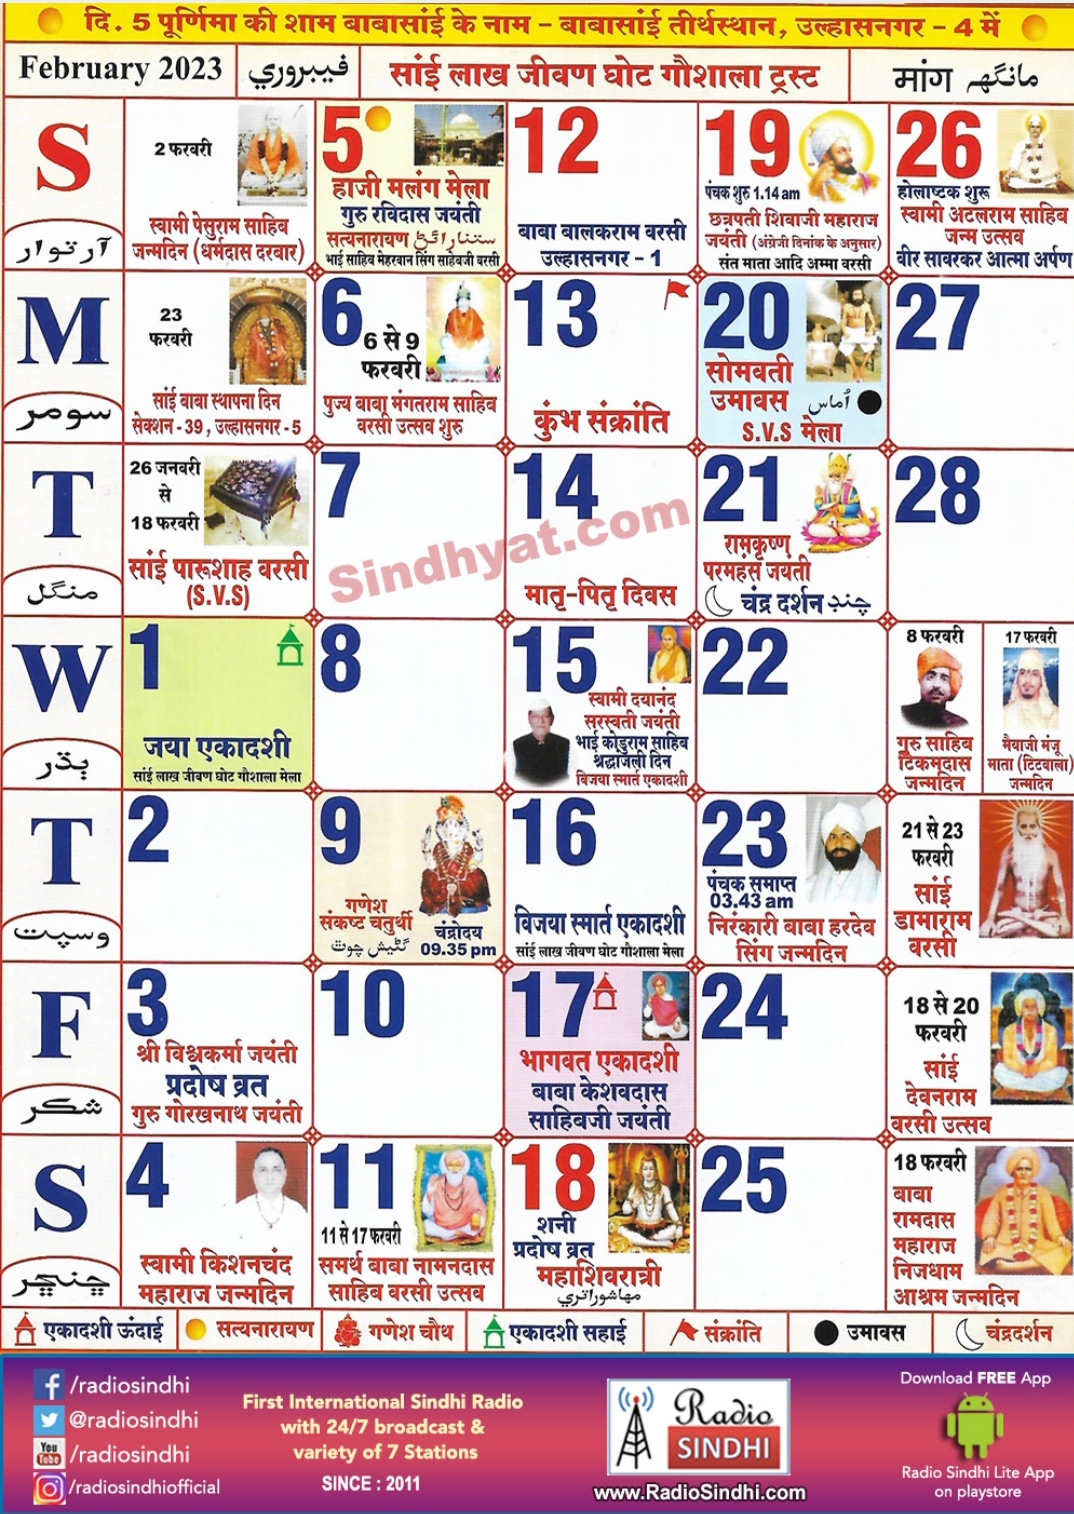 दि. 5 पूर्णिमा की शाम बाबासांई के नाम - बाबासांई तीर्थस्थान, उल्हासनगर - 4 में
February 2023
فيبروري
सांई लाख जीवण घोट गौशाला ट्रस्ट
मांग مانگهہ
S
آرتوار
2 फरवरी
स्वामी पेसुराम साहिब
जन्मदिन (धर्मदास दरबार)
5
हाजी मलंग मेला
गुरु रविदास जयंती
सत्यनारायण ستنارائڻ
भाई साहिब मेहरवान सिंग साहेबजी वरसी
12
बाबा बालकराम वरसी
उल्हासनगर - 1
19
पंचक शुरु 1.14 am
छत्रपती शिवाजी महाराज
जयंती (अंग्रेजी दिनांक के अनुसार)
संत माता आदि अम्मा वरसी
26
होलाष्टक शुरू
स्वामी अटलराम साहिब
जन्म उत्सव
वीर सावरकर आत्मा अर्पण
M
سومر
23
फरवरी
सांई बाबा स्थापना दिन
सेक्शन - 39, उल्हासनगर - 5
6
6 से 9
फरवरी
पुज्य बाबा मंगतराम साहिब
वरसी उत्सव शुरु
13
कुंभ संक्रांति
20
सोमवती
उमावस اُماس
S.V.S मेला
27
T
منگل
26 जनवरी
से
18 फरवरी
सांई पारूशाह वरसी
(S.V.S)
7
14
मातृ-पितृ दिवस
21
रामकृष्ण
परमहंस जयंती
चंद्र दर्शन چنڊ
28
Sindhyat.com
W
ٻڌر
1
जया एकादशी
सांई लाख जीवण घोट गौशाला मेला
8
15
स्वामी दयानंद
सरस्वती जयंती
भाई कोडुराम साहिब
श्रद्धांजली दिन
विजया स्मार्त एकादशी
22
8 फरवरी
गुरु साहिब
टिकमदास
जन्मदिन
17 फरवरी
मैयाजी मंजू
माता (टिटवाला)
जन्मदिन
T
وسپت
2
9
गणेश
संकष्ट चतुर्थी
گڻيش چوٿ
चंद्रोदय
09.35 pm
16
विजया स्मार्त एकादशी
सांई लाख जीवण घोट गौशाला मेला
23
पंचक समाप्त
03.43 am
निरंकारी बाबा हरदेव
सिंग जन्मदिन
21 से 23
फरवरी
सांई
डामाराम
वरसी
F
شڪر
3
श्री विश्वकर्मा जयंती
प्रदोष व्रत
गुरु गोरखनाथ जयंती
10
17
भागवत एकादशी
बाबा केशवदास
साहिबजी जयंती
24
18 से 20
फरवरी
सांई
देवनराम
वरसी उत्सव
S
ڇنڇر
4
स्वामी किशनचंद
महाराज जन्मदिन
11
11 से 17 फरवरी
समर्थ बाबा नामनदास
साहिब वरसी उत्सव
18
शनी
प्रदोष व्रत
महाशिवरात्री
مهاشوراتري
25
18 फरवरी
बाबा
रामदास
महाराज
निजधाम
आश्रम जन्मदिन
एकादशी ऊंदाई
सत्यनारायण
गणेश चौथ
एकादशी सहाई
संक्रांति
उमावस
चंद्रदर्शन
/radiosindhi
@radiosindhi
You Tube /radiosindhi
/radiosindhiofficial
First International Sindhi Radio
with 24/7 broadcast &
variety of 7 Stations
SINCE : 2011
Radio
SINDHI
www.RadioSindhi.com
Download FREE App
Radio Sindhi Lite App
on playstore